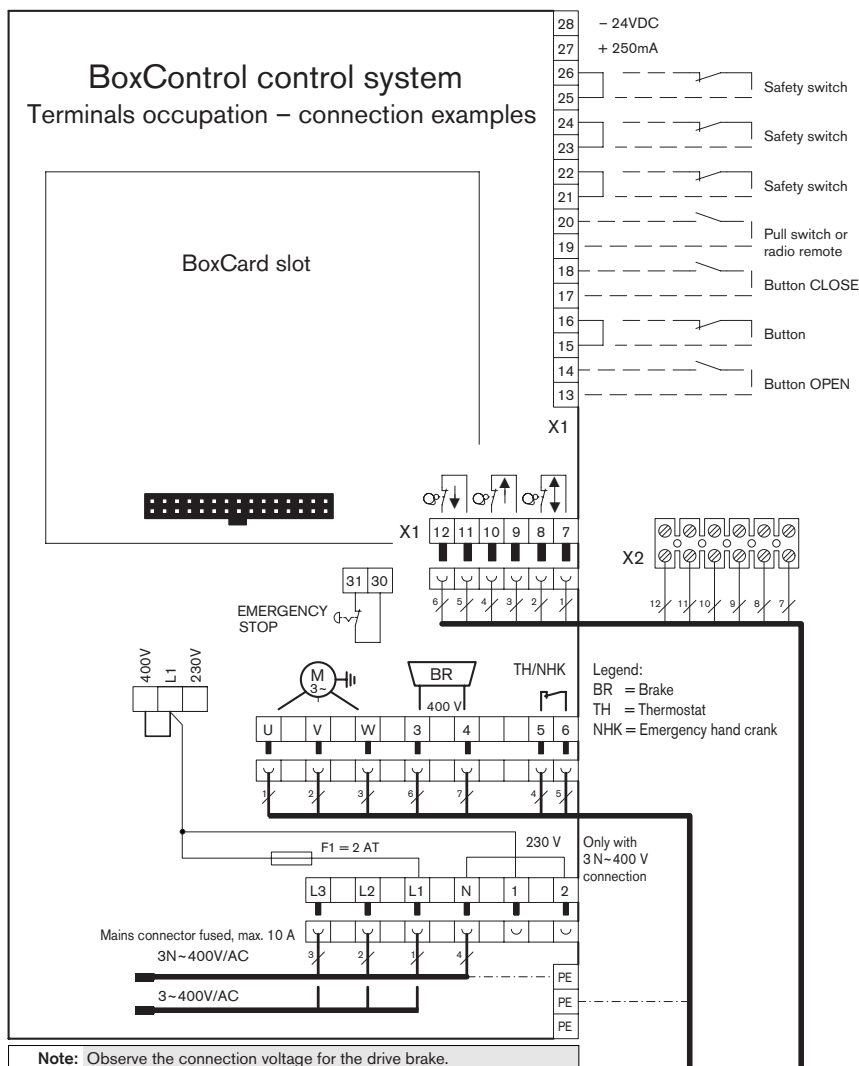 BoxControl control system
Terminals occupation – connection examples
BoxCard slot
28 – 24VDC
27 + 250mA
26
25
Safety switch
24
23
Safety switch
22
21
Safety switch
20
19
Pull switch or
radio remote
18
17
Button CLOSE
16
15
Button
14
13
Button OPEN
X1
X1 12 11 10 9 8 7
6 5 4 3 2 1
X2
12 11 10 9 8 7
31 30
EMERGENCY
STOP
400V L1 230V
M
3~
BR
400 V
TH/NHK
Legend:
BR = Brake
TH = Thermostat
NHK = Emergency hand crank
U V W 3 4 5 6
1 2 3 6 7 4 5
F1 = 2 AT
230 V
Only with
3 N~ 400 V
connection
L3 L2 L1 N 1 2
Mains connector fused, max. 10 A
3 2 1 4
3N~400V/AC
3~400V/AC
PE
PE
PE
Note: Observe the connection voltage for the drive brake.